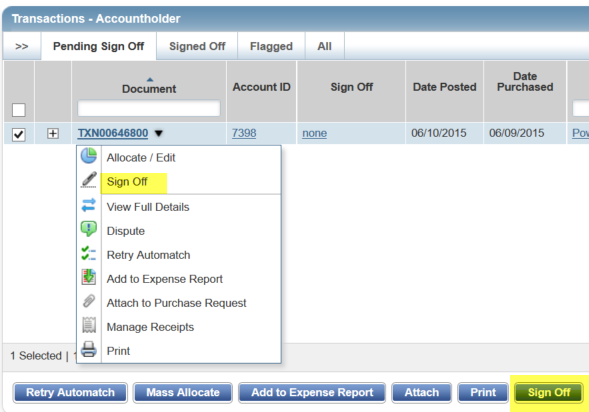 Transactions - Accountholder
>> Pending Sign Off Signed Off Flagged All
Document Account ID Sign Off Date Posted Date Purchased
TXN00646800 7398 none 06/10/2015 06/09/2015
Allocate / Edit
Sign Off
View Full Details
Dispute
Retry Automatch
Add to Expense Report
Attach to Purchase Request
Manage Receipts
Print
1 Selected |
Retry Automatch Mass Allocate Add to Expense Report Attach Print Sign Off